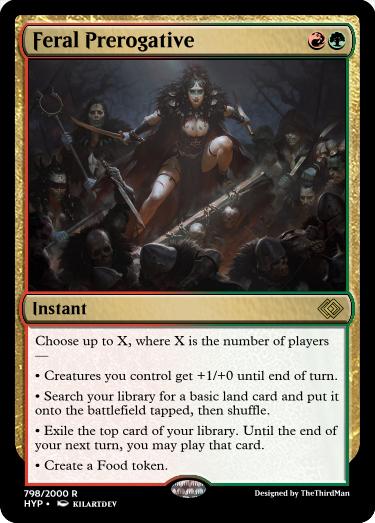 Feral Prerogative
Instant
Choose up to X, where X is the number of players
—
• Creatures you control get +1/+0 until end of turn.
• Search your library for a basic land card and put it
onto the battlefield tapped, then shuffle.
• Exile the top card of your library. Until the end of
your next turn, you may play that card.
• Create a Food token.
798/2000 R
HYP • KILARTDEV
Designed by TheThirdMan